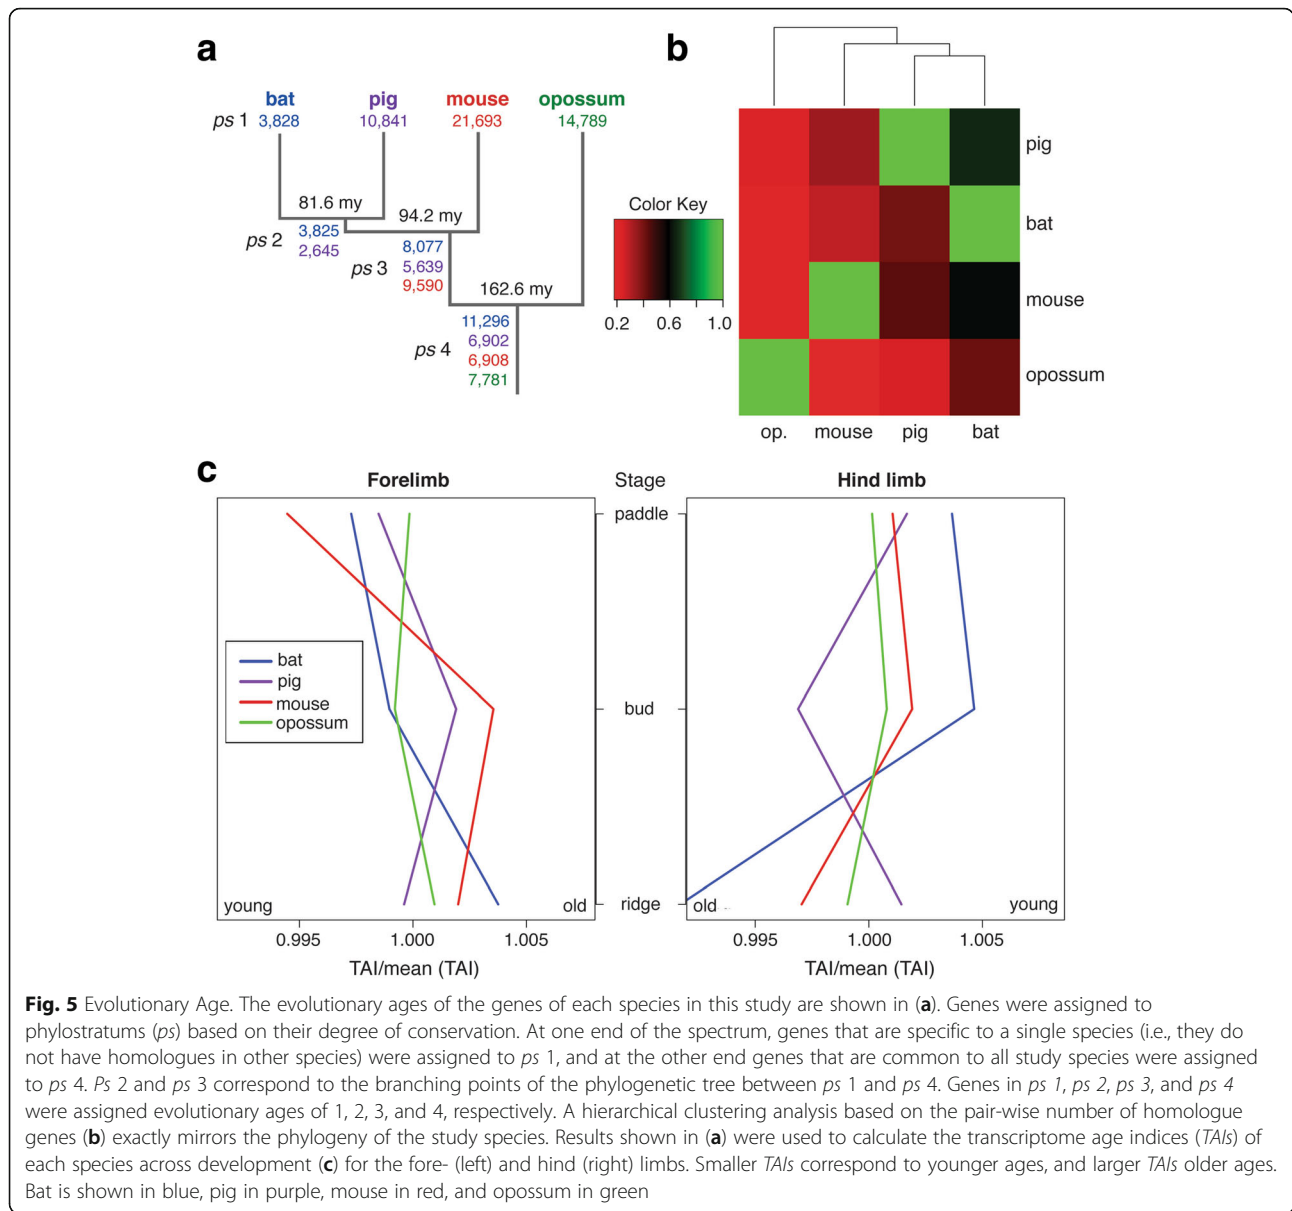 a
bat pig mouse opossum
ps 1 3,828 10,841 21,693 14,789
81.6 my
94.2 my
ps 2
3,825
2,645
ps 3
8,077
5,639
9,590
162.6 my
ps 4
11,296
6,902
6,908
7,781
b
Color Key
0.2 0.6 1.0
pig
bat
mouse
opossum
op. mouse pig bat
c
Forelimb Stage Hind limb
paddle
bud
ridge
bat
pig
mouse
opossum
young old
old young
0.995 1.000 1.005
0.995 1.000 1.005
TAI/mean (TAI)
TAI/mean (TAI)
Fig. 5 Evolutionary Age. The evolutionary ages of the genes of each species in this study are shown in (a). Genes were assigned to
phylostratums (ps) based on their degree of conservation. At one end of the spectrum, genes that are specific to a single species (i.e., they do
not have homologues in other species) were assigned to ps 1, and at the other end genes that are common to all study species were assigned
to ps 4. Ps 2 and ps 3 correspond to the branching points of the phylogenetic tree between ps 1 and ps 4. Genes in ps 1, ps 2, ps 3, and ps 4
were assigned evolutionary ages of 1, 2, 3, and 4, respectively. A hierarchical clustering analysis based on the pair-wise number of homologue
genes (b) exactly mirrors the phylogeny of the study species. Results shown in (a) were used to calculate the transcriptome age indices (TAIs) of
each species across development (c) for the fore- (left) and hind (right) limbs. Smaller TAIs correspond to younger ages, and larger TAIs older ages.
Bat is shown in blue, pig in purple, mouse in red, and opossum in green